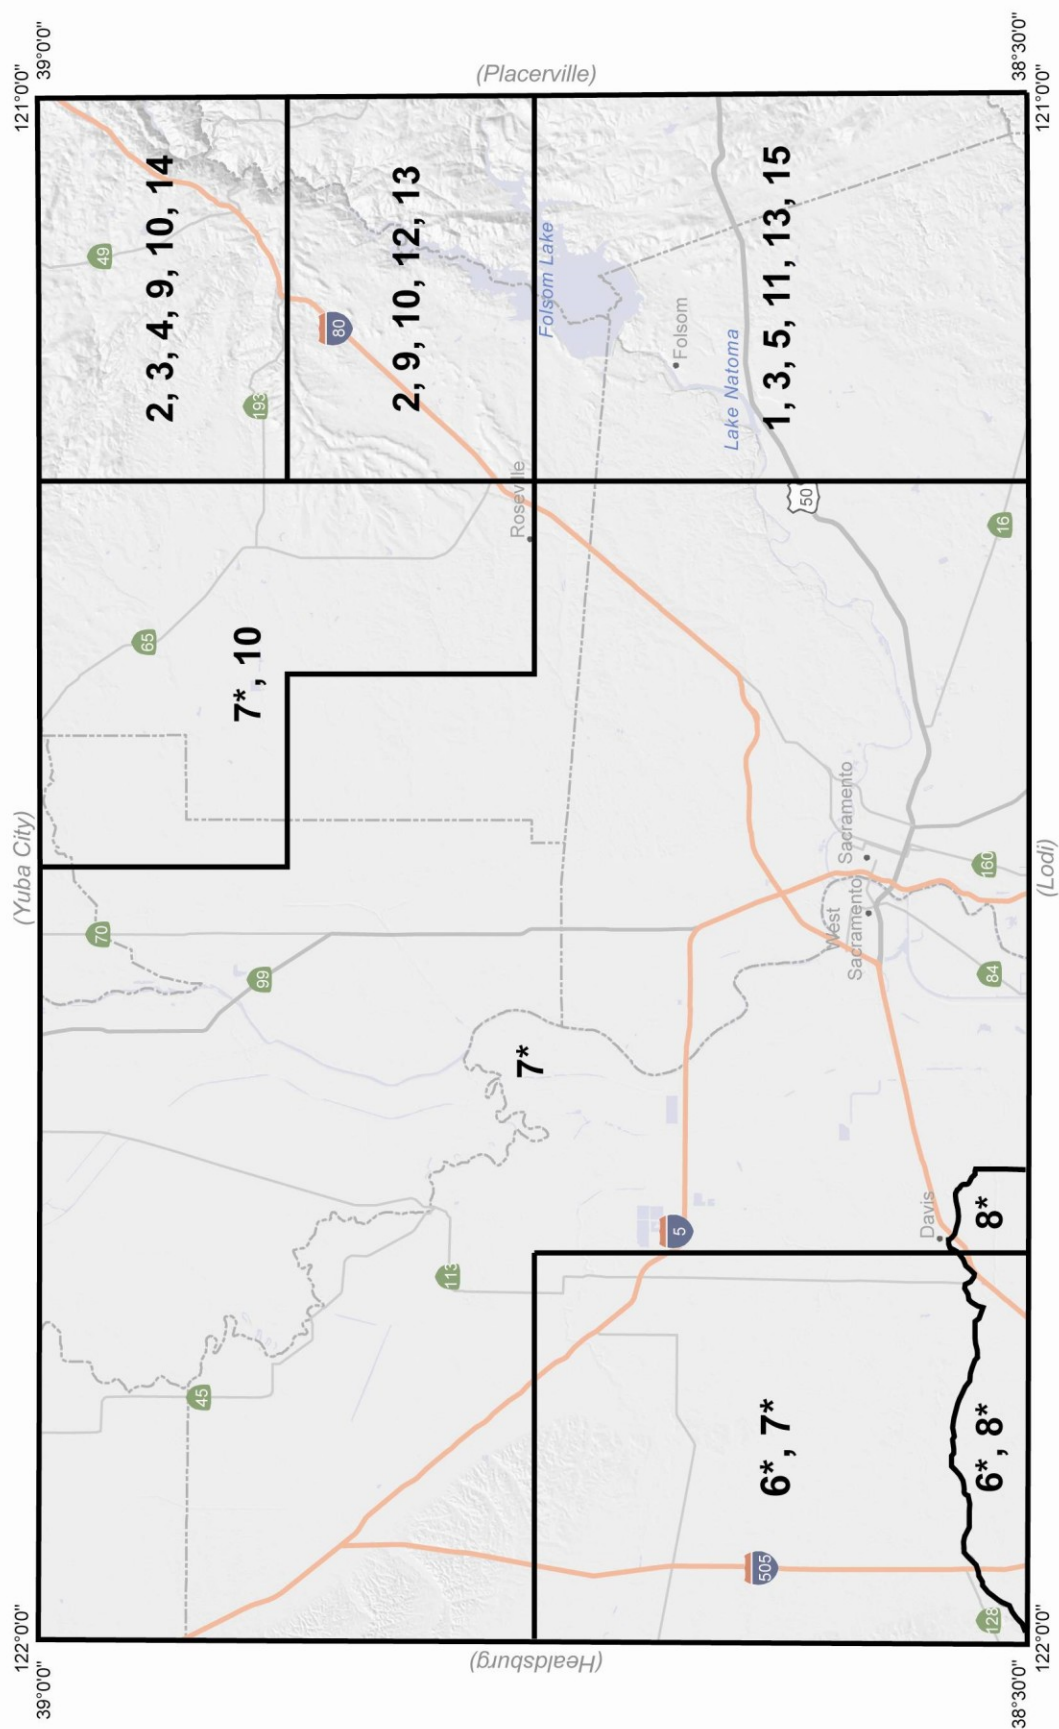 122°0'0"
(Yuba City)
121°0'0"
39°0'0"
39°0'0"
45
70
99
65
7*, 10
193
49
2, 3, 4, 9, 10, 14
113
7*
Roseville
80
2, 9, 10, 12, 13
Folsom Lake
(Healdsburg)
(Placerville)
5
Folsom
Lake Natoma
505
6*, 7*
50
1, 3, 5, 11, 13, 15
West
Sacramento
Sacramento
Davis
128
6*, 8*
8*
84
160
16
38°30'0"
38°30'0"
122°0'0"
(Lodi)
121°0'0"